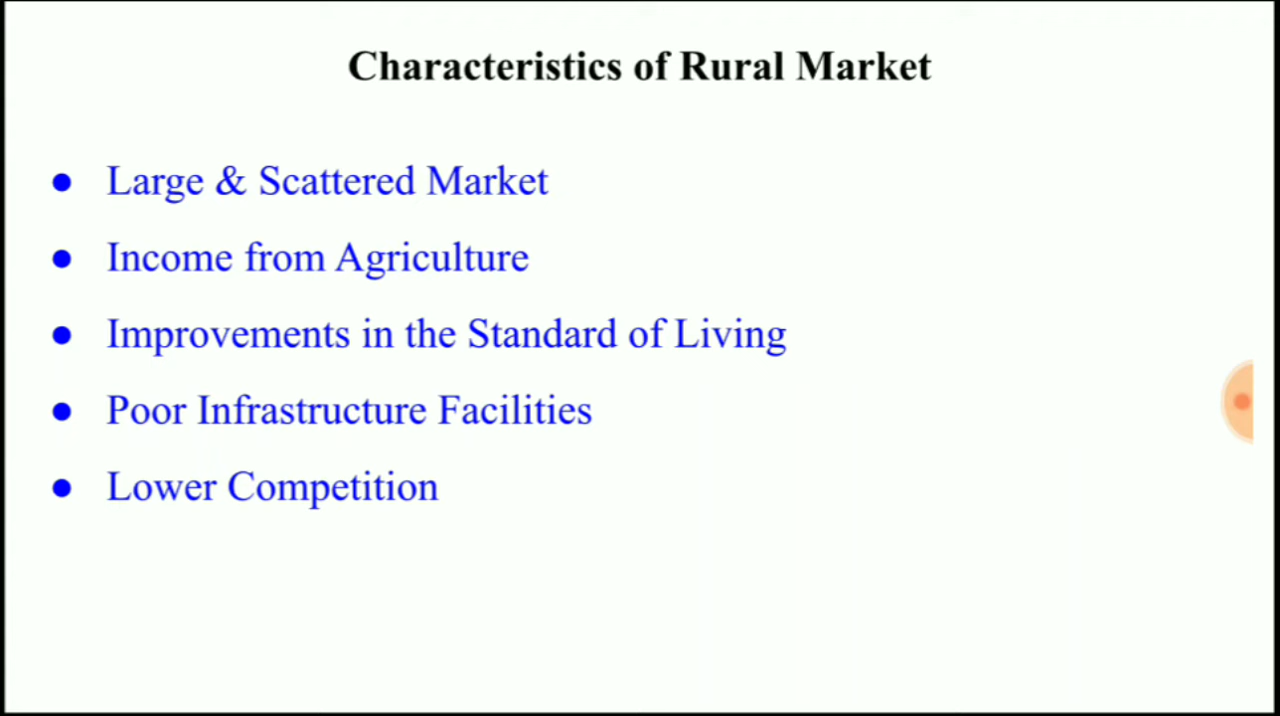 Characteristics of Rural Market
● Large & Scattered Market
● Income from Agriculture
● Improvements in the Standard of Living
● Poor Infrastructure Facilities
● Lower Competition